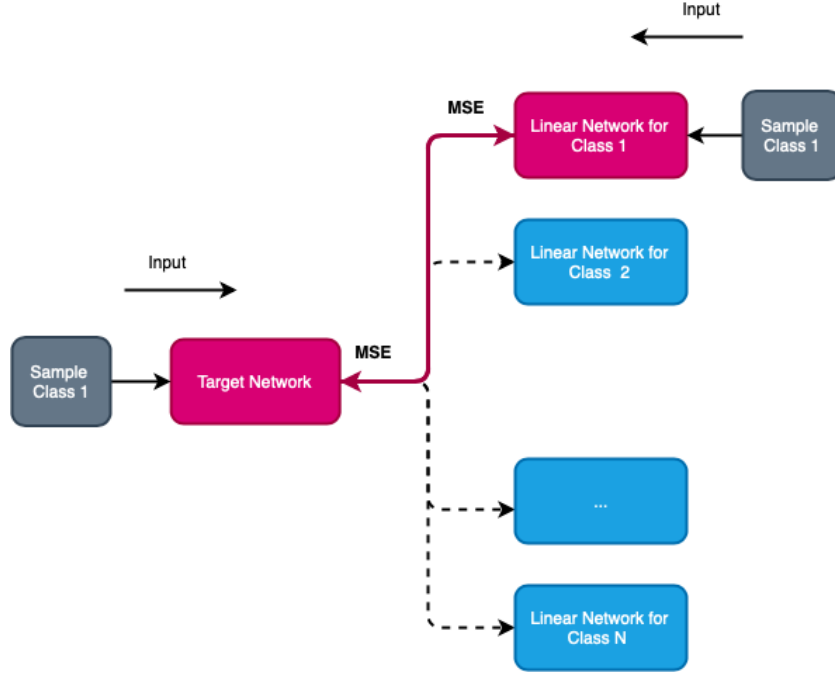 Input
MSE
Linear Network for
Class 1
Sample
Class 1
Linear Network for
Class  2
Input
Sample
Class 1
Target Network
MSE
...
Linear Network for
Class N